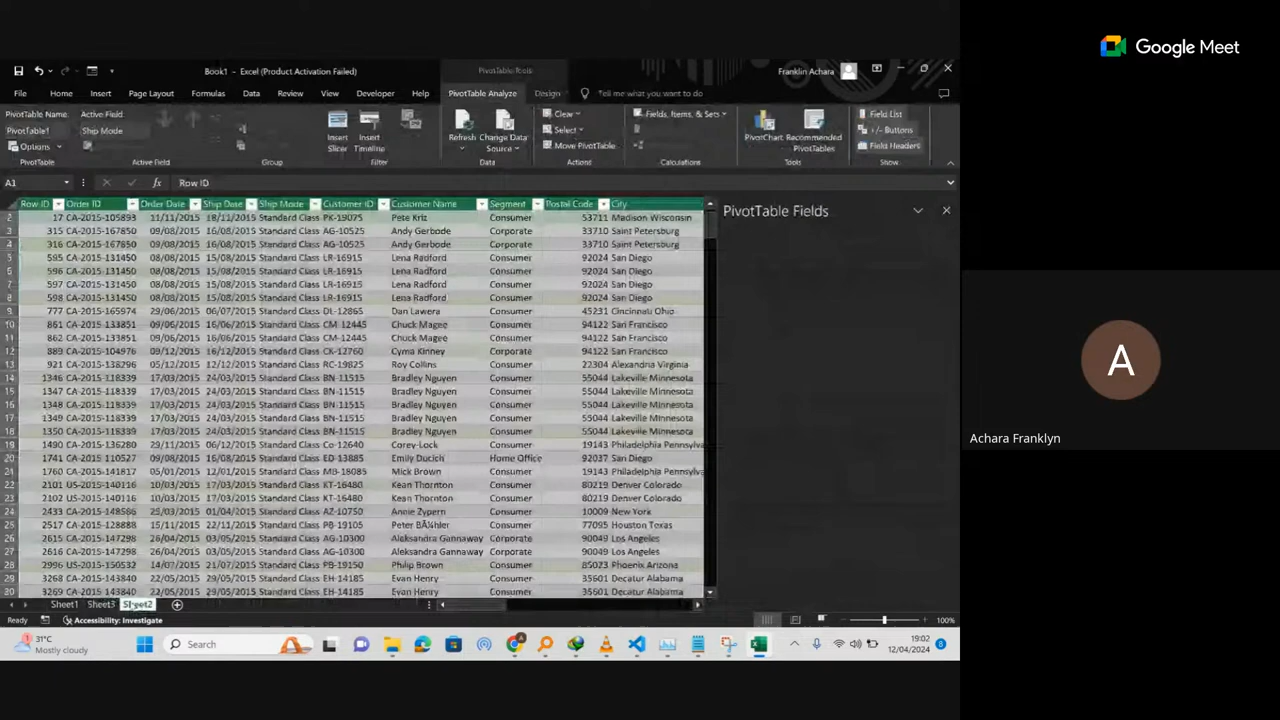 Google Meet
Book1 - Excel (Product Activation Failed)
PivotTable Tools
Franklin Achara
File Home Insert Page Layout Formulas Data Review View Developer Help PivotTable Analyze Design Tell me what you want to do
PivotTable Name: Active Field:
PivotTable1 Ship Mode
Options
Insert Slicer Insert Timeline
Refresh Change Data Source
Clear
Select
Move PivotTable
Fields, Items, & Sets
PivotChart Recommended PivotTables
Field List
+/- Buttons
Field Headers
PivotTable Active Field Group Filter Data Actions Calculations Tools Show
A1 fx Row ID
Row ID Order ID Order Date Ship Date Ship Mode Customer ID Customer Name Segment Postal Code City
PivotTable Fields
2 17 CA-2015-105893 11/11/2015 18/11/2015 Standard Class PK-19075 Pete Kriz Consumer 53711 Madison Wisconsin
3 315 CA-2015-167850 09/08/2015 16/08/2015 Standard Class AG-10525 Andy Gerbode Corporate 33710 Saint Petersburg
4 316 CA-2015-167850 09/08/2015 16/08/2015 Standard Class AG-10525 Andy Gerbode Corporate 33710 Saint Petersburg
5 595 CA-2015-131450 08/08/2015 15/08/2015 Standard Class LR-16915 Lena Radford Consumer 92024 San Diego
6 596 CA-2015-131450 08/08/2015 15/08/2015 Standard Class LR-16915 Lena Radford Consumer 92024 San Diego
7 597 CA-2015-131450 08/08/2015 15/08/2015 Standard Class LR-16915 Lena Radford Consumer 92024 San Diego
8 598 CA-2015-131450 08/08/2015 15/08/2015 Standard Class LR-16915 Lena Radford Consumer 92024 San Diego
9 777 CA-2015-165974 29/06/2015 06/07/2015 Standard Class DL-12865 Dan Lawera Consumer 45231 Cincinnati Ohio
10 861 CA-2015-133851 09/06/2015 16/06/2015 Standard Class CM-12445 Chuck Magee Consumer 94122 San Francisco
11 862 CA-2015-133851 09/06/2015 16/06/2015 Standard Class CM-12445 Chuck Magee Consumer 94122 San Francisco
12 889 CA-2015-104976 09/12/2015 16/12/2015 Standard Class CK-12760 Cyma Kinney Corporate 94122 San Francisco
13 921 CA-2015-138296 05/12/2015 12/12/2015 Standard Class RC-19825 Roy Collins Consumer 22304 Alexandria Virginia
14 1346 CA-2015-118339 17/03/2015 24/03/2015 Standard Class BN-11515 Bradley Nguyen Consumer 55044 Lakeville Minnesota
15 1347 CA-2015-118339 17/03/2015 24/03/2015 Standard Class BN-11515 Bradley Nguyen Consumer 55044 Lakeville Minnesota
16 1348 CA-2015-118339 17/03/2015 24/03/2015 Standard Class BN-11515 Bradley Nguyen Consumer 55044 Lakeville Minnesota
17 1349 CA-2015-118339 17/03/2015 24/03/2015 Standard Class BN-11515 Bradley Nguyen Consumer 55044 Lakeville Minnesota
18 1350 CA-2015-118339 17/03/2015 24/03/2015 Standard Class BN-11515 Bradley Nguyen Consumer 55044 Lakeville Minnesota
19 1490 CA-2015-136280 29/11/2015 06/12/2015 Standard Class Co-12640 Corey-Lock Consumer 19143 Philadelphia Pennsylva
20 1741 CA-2015-110527 09/08/2015 16/08/2015 Standard Class ED-13885 Emily Ducich Home Office 92037 San Diego
21 1760 CA-2015-141817 05/01/2015 12/01/2015 Standard Class MB-18085 Mick Brown Consumer 19143 Philadelphia Pennsylva
22 2101 US-2015-140116 10/03/2015 17/03/2015 Standard Class KT-16480 Kean Thornton Consumer 80219 Denver Colorado
23 2102 US-2015-140116 10/03/2015 17/03/2015 Standard Class KT-16480 Kean Thornton Consumer 80219 Denver Colorado
24 2433 CA-2015-148586 25/03/2015 01/04/2015 Standard Class AZ-10750 Annie Zypern Consumer 10009 New York
25 2517 CA-2015-128888 15/11/2015 22/11/2015 Standard Class PB-19105 Peter BÃ¼hler Consumer 77095 Houston Texas
26 2615 CA-2015-147298 26/04/2015 03/05/2015 Standard Class AG-10300 Aleksandra Gannaway Corporate 90049 Los Angeles
27 2616 CA-2015-147298 26/04/2015 03/05/2015 Standard Class AG-10300 Aleksandra Gannaway Corporate 90049 Los Angeles
28 2996 US-2015-150532 14/07/2015 21/07/2015 Standard Class PB-19150 Philip Brown Consumer 85023 Phoenix Arizona
29 3268 CA-2015-143840 22/05/2015 29/05/2015 Standard Class EH-14185 Evan Henry Consumer 35601 Decatur Alabama
30 3269 CA-2015-143840 22/05/2015 29/05/2015 Standard Class EH-14185 Evan Henry Consumer 35601 Decatur Alabama
Sheet1 Sheet3 Sheet2
Ready Accessibility: Investigate 100%
31°C
Mostly cloudy
Search
19:02
12/04/2024
8
A
Achara Franklyn